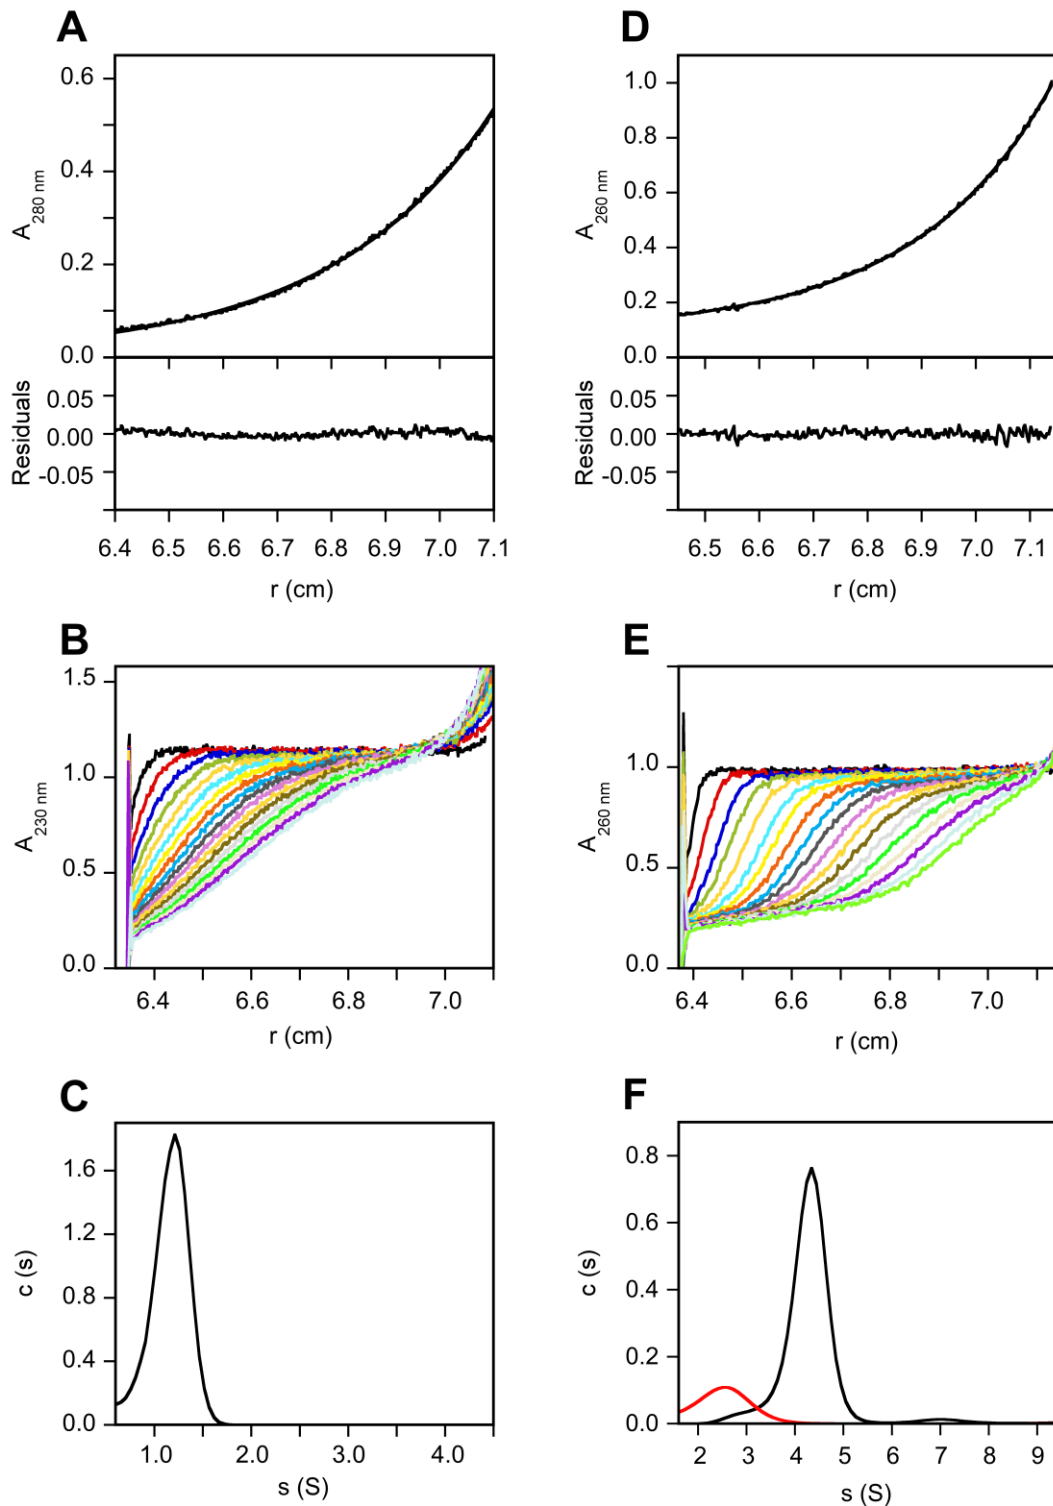 A
0.6
0.4
0.2
0.0
A280 nm
0.05
0.00
-0.05
Residuals
6.4 6.5 6.6 6.7 6.8 6.9 7.0 7.1
r (cm)
D
1.0
0.8
0.6
0.4
0.2
0.0
A260 nm
0.05
0.00
-0.05
Residuals
6.5 6.6 6.7 6.8 6.9 7.0 7.1
r (cm)
B
1.5
1.0
0.5
0.0
A230 nm
6.4 6.6 6.8 7.0
r (cm)
E
1.0
0.5
0.0
A260 nm
6.4 6.6 6.8 7.0
r (cm)
C
1.6
1.2
0.8
0.4
0.0
c (s)
1.0 2.0 3.0 4.0
s (S)
F
0.8
0.6
0.4
0.2
0.0
c (s)
2 3 4 5 6 7 8 9
s (S)